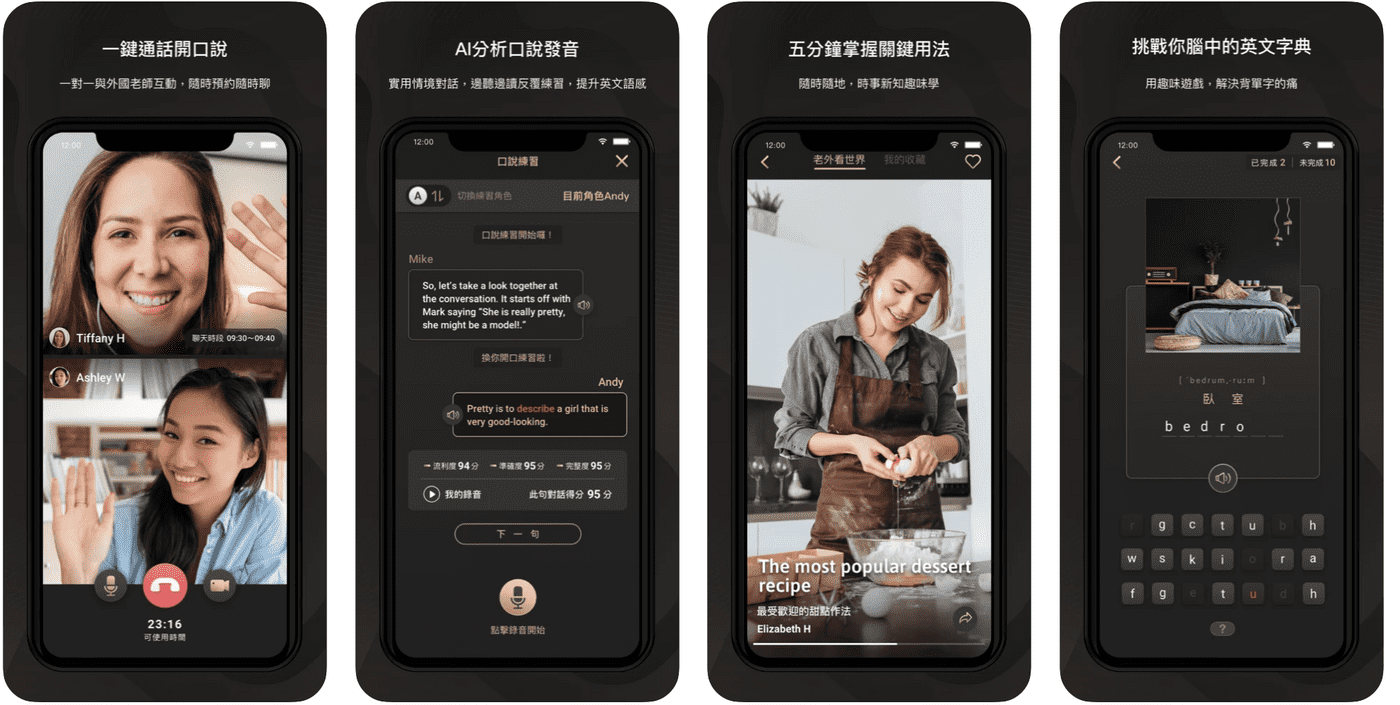 一鍵通話開口說
一對一與外國老師互動，隨時預約隨時聊
12:00
Tiffany H
聊天時段 09:30～09:40
Ashley W
23:16
可使用時間
AI分析口說發音
實用情境對話，邊聽邊讀反覆練習，提升英文語感
12:00
口說練習
A
切換練習角色
目前角色Andy
口說練習開始囉！
Mike
So, let's take a look together at
the conversation. It starts off with
Mark saying "She is really pretty,
she might be a model!."
換你開口練習啦！
Andy
Pretty is to describe a girl that is
very good-looking.
流利度 94 分
準確度 95 分
完整度 95 分
我的錄音
此句對話得分 95 分
下一句
點擊錄音開始
五分鐘掌握關鍵用法
隨時隨地，時事新知趣味學
12:00
老外看世界
我的收藏
The most popular dessert
recipe
最受歡迎的甜點作法
Elizabeth H
挑戰你腦中的英文字典
用趣味遊戲，解決背單字的痛
12:00
已完成 2
未完成 10
[ ˋbedrum,-ru:m ]
臥 室
b e d r o _ _
r g c t u b h
w s k i o r a
f g e t u d h
?